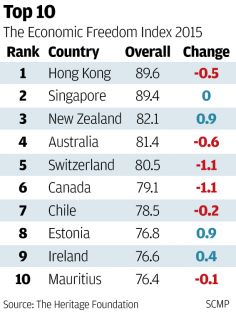 Top 10
The Economic Freedom Index 2015
Rank Country Overall Change
1 Hong Kong 89.6 -0.5
2 Singapore 89.4 0
3 New Zealand 82.1 0.9
4 Australia 81.4 -0.6
5 Switzerland 80.5 -1.1
6 Canada 79.1 -1.1
7 Chile 78.5 -0.2
8 Estonia 76.8 0.9
9 Ireland 76.6 0.4
10 Mauritius 76.4 -0.1
Source: The Heritage Foundation SCMP